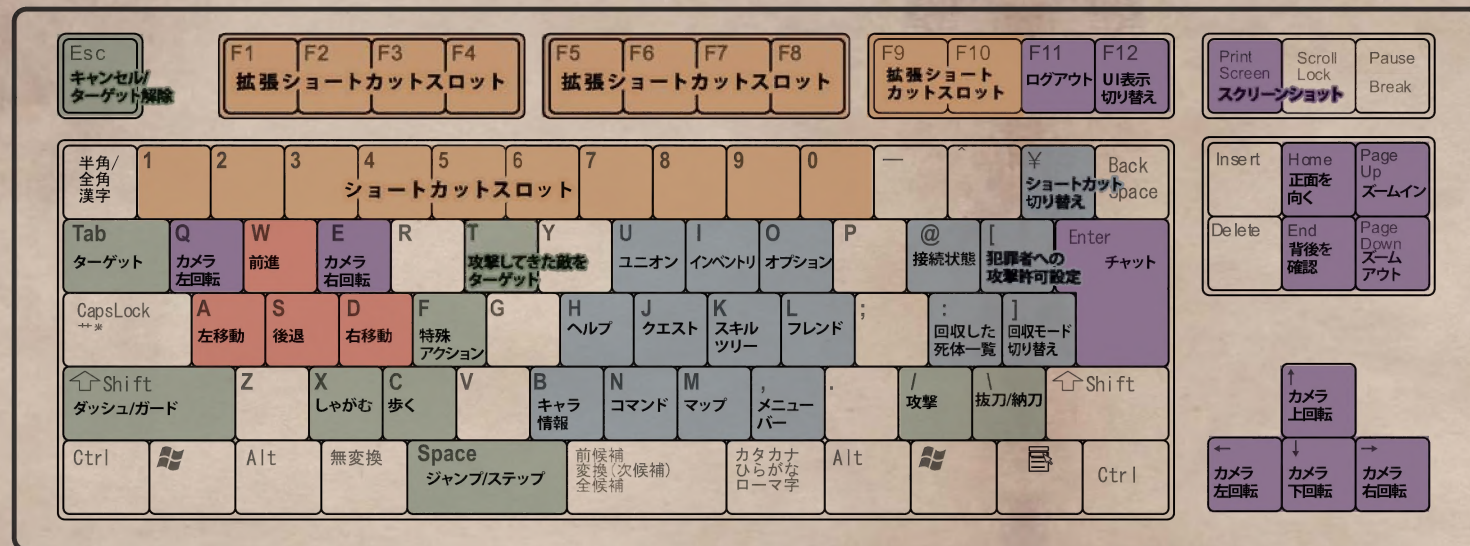 Esc
キャンセル/
ターゲット解除
F1 F2 F3 F4
拡張ショートカットスロット
F5 F6 F7 F8
拡張ショートカットスロット
F9 F10
拡張ショート
カットスロット
F11
ログアウト
F12
UI表示
切り替え
Print
Screen
スクリーンショット
Scroll
Lock
Pause
Break
半角/
全角
漢字
1 2 3 4 5 6 7 8 9 0 — ^
ショートカットスロット
¥
ショートカット
切り替え
Back
Space
Insert
Home
正面を
向く
Page
Up
ズームイン
Tab
ターゲット
Q
カメラ
左回転
W
前進
E
カメラ
右回転
R
T
攻撃してきた敵を
ターゲット
Y
U
ユニオン
I
インベントリ
O
オプション
P
@
接続状態
[
犯罪者への
攻撃許可設定
Enter
チャット
Delete
End
背後を
確認
Page
Down
ズーム
アウト
CapsLock
A
左移動
S
後退
D
右移動
F
特殊
アクション
G
H
ヘルプ
J
クエスト
K
スキル
ツリー
L
フレンド
;
:
回収した
死体一覧
]
回収モード
切り替え
Shift
ダッシュ/ガード
Z
X
しゃがむ
C
歩く
V
B
キャラ
情報
N
コマンド
M
マップ
,
メニュー
バー
.
/
攻撃
\
抜刀/納刀
Shift
↑
カメラ
上回転
Ctrl
Alt
無変換
Space
ジャンプ/ステップ
前候補
変換(次候補)
全候補
カタカナ
ひらがな
ローマ字
Alt
Ctrl
←
カメラ
左回転
↓
カメラ
下回転
→
カメラ
右回転